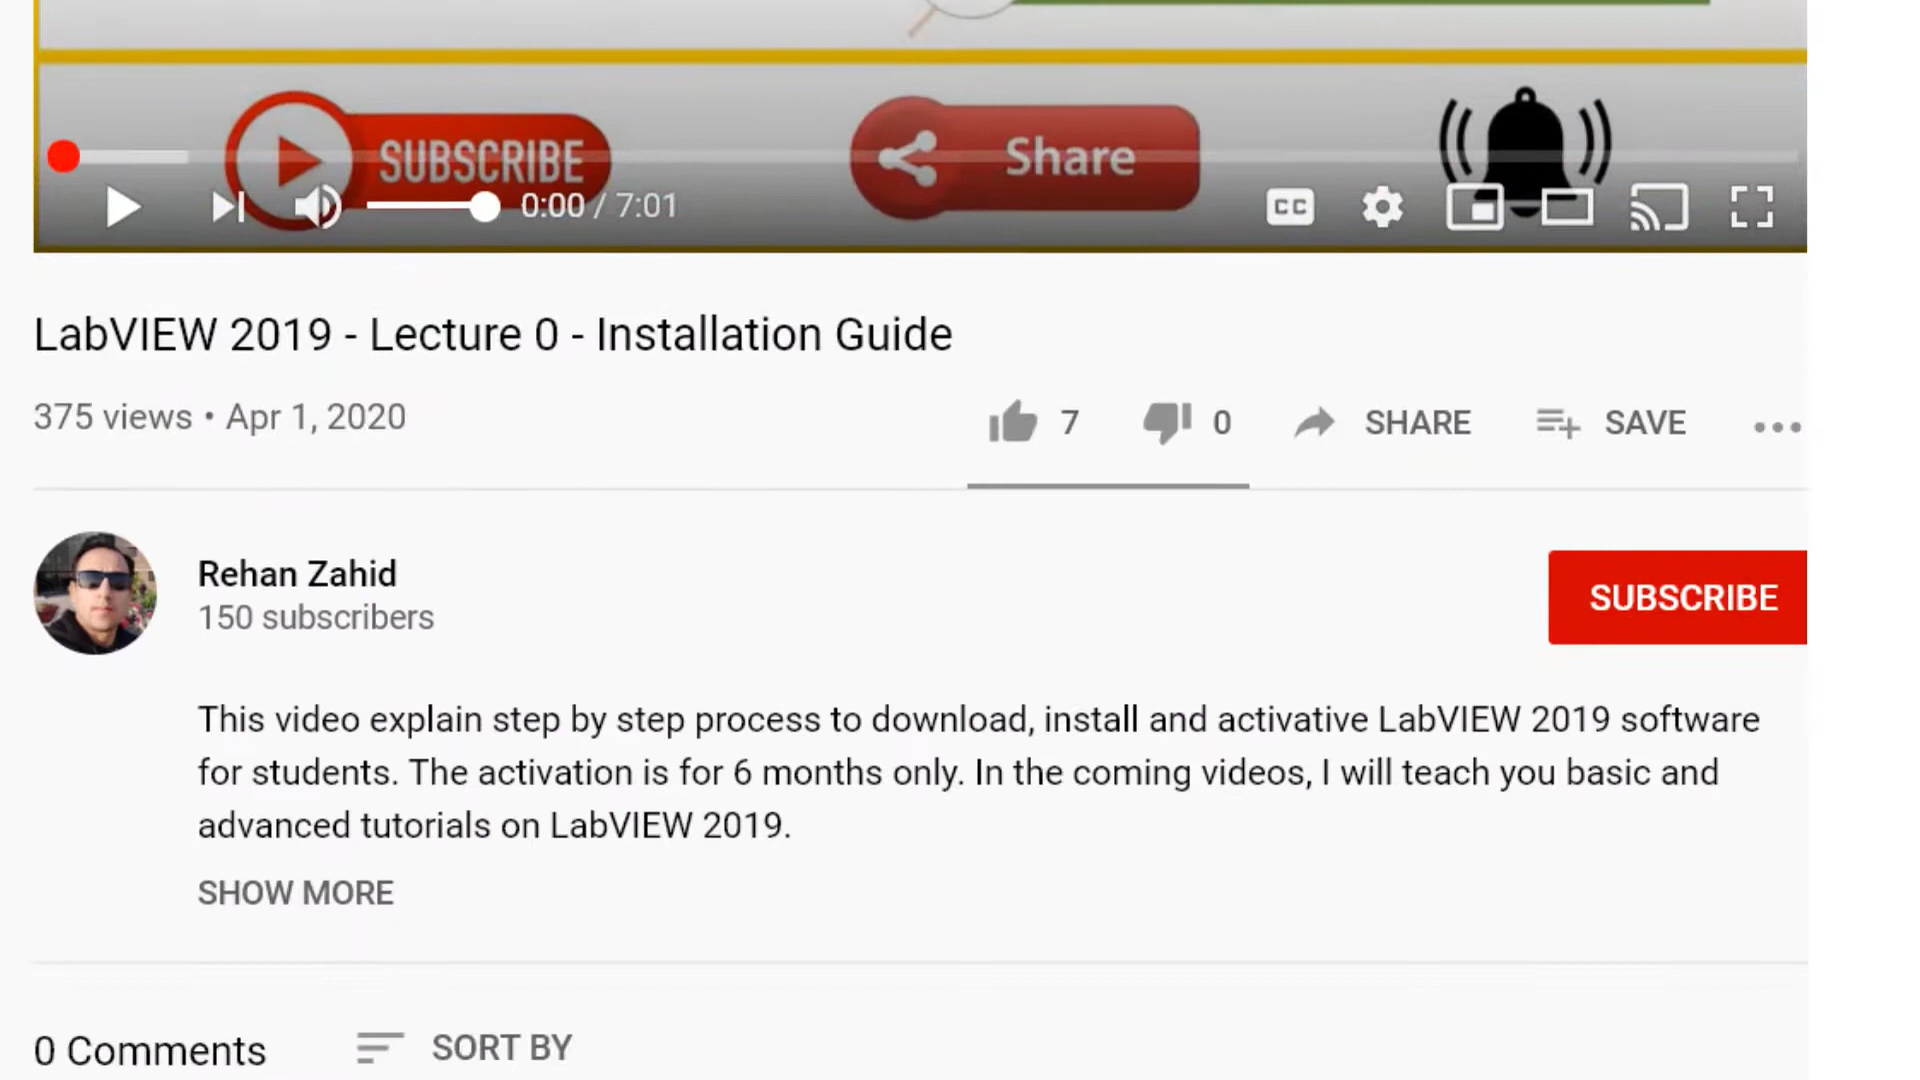 SUBSCRIBE
Share
0:00 / 7:01
CC
LabVIEW 2019 - Lecture 0 - Installation Guide
375 views • Apr 1, 2020
7 0 SHARE SAVE
Rehan Zahid
150 subscribers
SUBSCRIBE
This video explain step by step process to download, install and activative LabVIEW 2019 software
for students. The activation is for 6 months only. In the coming videos, I will teach you basic and
advanced tutorials on LabVIEW 2019.
SHOW MORE
0 Comments SORT BY